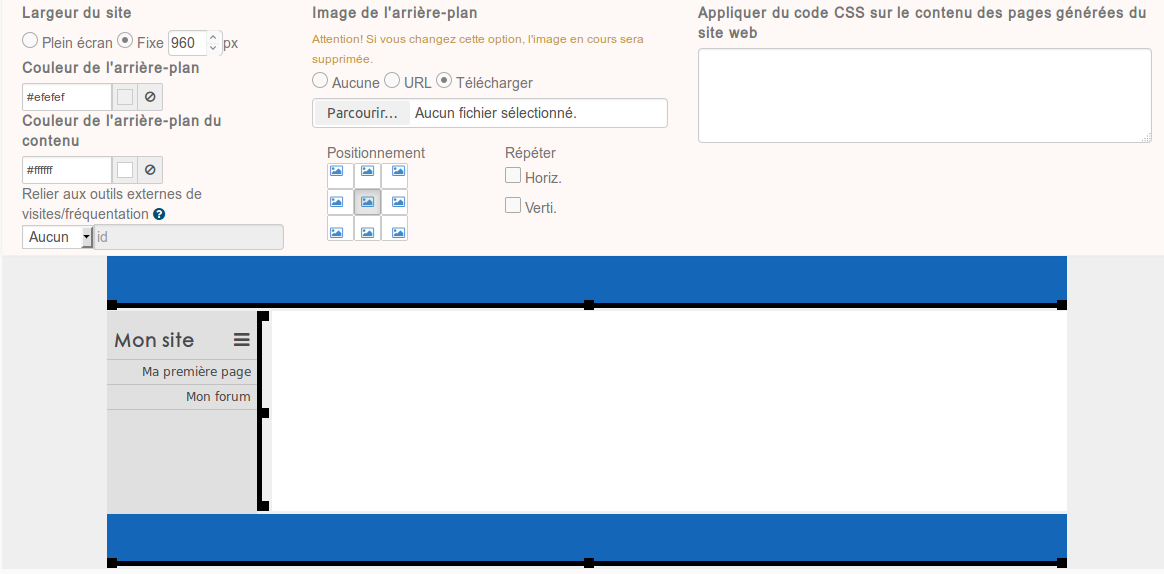 Largeur du site
Plein écran Fixe 960 px
Couleur de l'arrière-plan
#efefef
Couleur de l'arrière-plan du
contenu
#ffffff
Relier aux outils externes de
visites/fréquentation ?
Aucun id
Image de l'arrière-plan
Attention! Si vous changez cette option, l'image en cours sera
supprimée.
Aucune URL Télécharger
Parcourir... Aucun fichier sélectionné.
Positionnement
Répéter
Horiz.
Verti.
Appliquer du code CSS sur le contenu des pages générées du
site web
Mon site
Ma première page
Mon forum